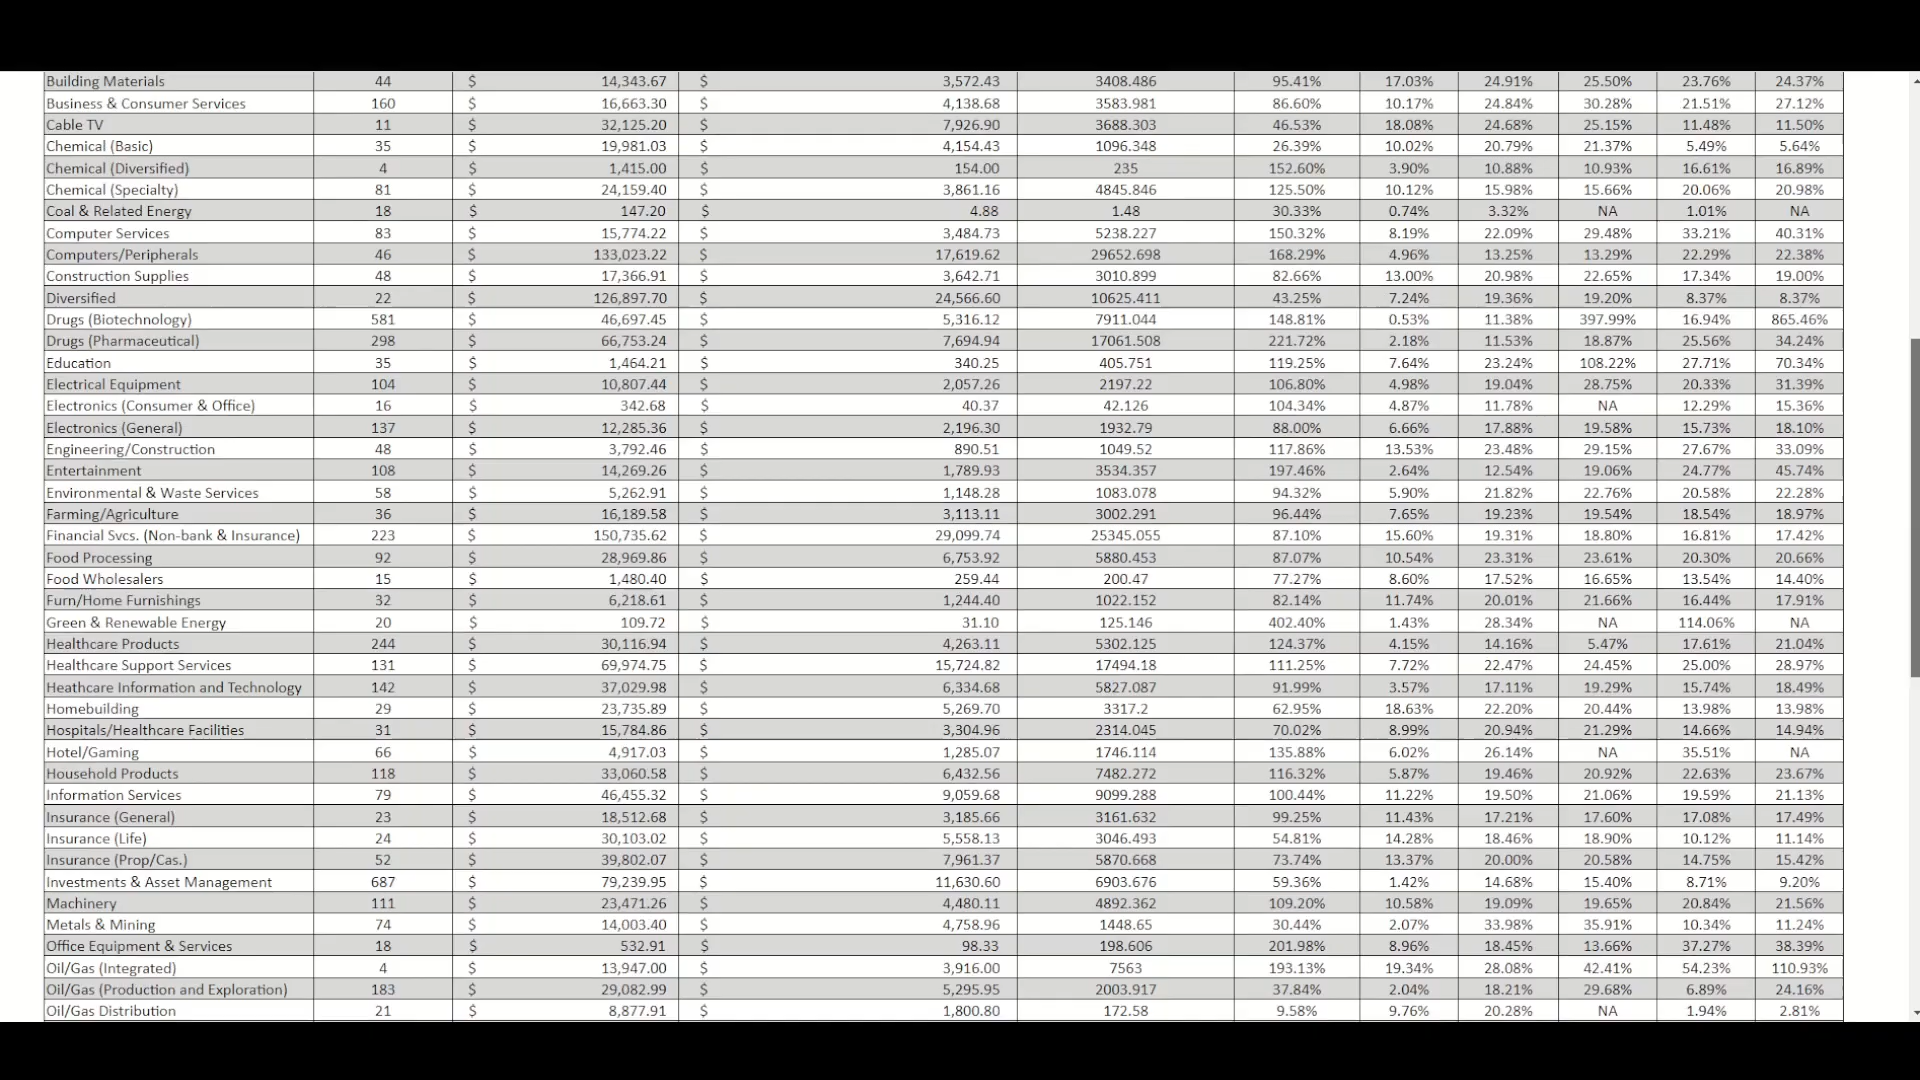 Building Materials 44 $ 14,343.67 $ 3,572.43 3408.486 95.41% 17.03% 24.91% 25.50% 23.76% 24.37%
Business & Consumer Services 160 $ 16,663.30 $ 4,138.68 3583.981 86.60% 10.17% 24.84% 30.28% 21.51% 27.12%
Cable TV 11 $ 32,125.20 $ 7,926.90 3688.303 46.53% 18.08% 24.68% 25.15% 11.48% 11.50%
Chemical (Basic) 35 $ 19,981.03 $ 4,154.43 1096.348 26.39% 10.02% 20.79% 21.37% 5.49% 5.64%
Chemical (Diversified) 4 $ 1,415.00 $ 154.00 235 152.60% 3.90% 10.88% 10.93% 16.61% 16.89%
Chemical (Specialty) 81 $ 24,159.40 $ 3,861.16 4845.846 125.50% 10.12% 15.98% 15.66% 20.06% 20.98%
Coal & Related Energy 18 $ 147.20 $ 4.88 1.48 30.33% 0.74% 3.32% NA 1.01% NA
Computer Services 83 $ 15,774.22 $ 3,484.73 5238.227 150.32% 8.19% 22.09% 29.48% 33.21% 40.31%
Computers/Peripherals 46 $ 133,023.22 $ 17,619.62 29652.698 168.29% 4.96% 13.25% 13.29% 22.29% 22.38%
Construction Supplies 48 $ 17,366.91 $ 3,642.71 3010.899 82.66% 13.00% 20.98% 22.65% 17.34% 19.00%
Diversified 22 $ 126,897.70 $ 24,566.60 10625.411 43.25% 7.24% 19.36% 19.20% 8.37% 8.37%
Drugs (Biotechnology) 581 $ 46,697.45 $ 5,316.12 7911.044 148.81% 0.53% 11.38% 397.99% 16.94% 865.46%
Drugs (Pharmaceutical) 298 $ 66,753.24 $ 7,694.94 17061.508 221.72% 2.18% 11.53% 18.87% 25.56% 34.24%
Education 35 $ 1,464.21 $ 340.25 405.751 119.25% 7.64% 23.24% 108.22% 27.71% 70.34%
Electrical Equipment 104 $ 10,807.44 $ 2,057.26 2197.22 106.80% 4.98% 19.04% 28.75% 20.33% 31.39%
Electronics (Consumer & Office) 16 $ 342.68 $ 40.37 42.126 104.34% 4.87% 11.78% NA 12.29% 15.36%
Electronics (General) 137 $ 12,285.36 $ 2,196.30 1932.79 88.00% 6.66% 17.88% 19.58% 15.73% 18.10%
Engineering/Construction 48 $ 3,792.46 $ 890.51 1049.52 117.86% 13.53% 23.48% 29.15% 27.67% 33.09%
Entertainment 108 $ 14,269.26 $ 1,789.93 3534.357 197.46% 2.64% 12.54% 19.06% 24.77% 45.74%
Environmental & Waste Services 58 $ 5,262.91 $ 1,148.28 1083.078 94.32% 5.90% 21.82% 22.76% 20.58% 22.28%
Farming/Agriculture 36 $ 16,189.58 $ 3,113.11 3002.291 96.44% 7.65% 19.23% 19.54% 18.54% 18.97%
Financial Svcs. (Non-bank & Insurance) 223 $ 150,735.62 $ 29,099.74 25345.055 87.10% 15.60% 19.31% 18.80% 16.81% 17.42%
Food Processing 92 $ 28,969.86 $ 6,753.92 5880.453 87.07% 10.54% 23.31% 23.61% 20.30% 20.66%
Food Wholesalers 15 $ 1,480.40 $ 259.44 200.47 77.27% 8.60% 17.52% 16.65% 13.54% 14.40%
Furn/Home Furnishings 32 $ 6,218.61 $ 1,244.40 1022.152 82.14% 11.74% 20.01% 21.66% 16.44% 17.91%
Green & Renewable Energy 20 $ 109.72 $ 31.10 125.146 402.40% 1.43% 28.34% NA 114.06% NA
Healthcare Products 244 $ 30,116.94 $ 4,263.11 5302.125 124.37% 4.15% 14.16% 5.47% 17.61% 21.04%
Healthcare Support Services 131 $ 69,974.75 $ 15,724.82 17494.18 111.25% 7.72% 22.47% 24.45% 25.00% 28.97%
Heathcare Information and Technology 142 $ 37,029.98 $ 6,334.68 5827.087 91.99% 3.57% 17.11% 19.29% 15.74% 18.49%
Homebuilding 29 $ 23,735.89 $ 5,269.70 3317.2 62.95% 18.63% 22.20% 20.44% 13.98% 13.98%
Hospitals/Healthcare Facilities 31 $ 15,784.86 $ 3,304.96 2314.045 70.02% 8.99% 20.94% 21.29% 14.66% 14.94%
Hotel/Gaming 66 $ 4,917.03 $ 1,285.07 1746.114 135.88% 6.02% 26.14% NA 35.51% NA
Household Products 118 $ 33,060.58 $ 6,432.56 7482.272 116.32% 5.87% 19.46% 20.92% 22.63% 23.67%
Information Services 79 $ 46,455.32 $ 9,059.68 9099.288 100.44% 11.22% 19.50% 21.06% 19.59% 21.13%
Insurance (General) 23 $ 18,512.68 $ 3,185.66 3161.632 99.25% 11.43% 17.21% 17.60% 17.08% 17.49%
Insurance (Life) 24 $ 30,103.02 $ 5,558.13 3046.493 54.81% 14.28% 18.46% 18.90% 10.12% 11.14%
Insurance (Prop/Cas.) 52 $ 39,802.07 $ 7,961.37 5870.668 73.74% 13.37% 20.00% 20.58% 14.75% 15.42%
Investments & Asset Management 687 $ 79,239.95 $ 11,630.60 6903.676 59.36% 1.42% 14.68% 15.40% 8.71% 9.20%
Machinery 111 $ 23,471.26 $ 4,480.11 4892.362 109.20% 10.58% 19.09% 19.65% 20.84% 21.56%
Metals & Mining 74 $ 14,003.40 $ 4,758.96 1448.65 30.44% 2.07% 33.98% 35.91% 10.34% 11.24%
Office Equipment & Services 18 $ 532.91 $ 98.33 198.606 201.98% 8.96% 18.45% 13.66% 37.27% 38.39%
Oil/Gas (Integrated) 4 $ 13,947.00 $ 3,916.00 7563 193.13% 19.34% 28.08% 42.41% 54.23% 110.93%
Oil/Gas (Production and Exploration) 183 $ 29,082.99 $ 5,295.95 2003.917 37.84% 2.04% 18.21% 29.68% 6.89% 24.16%
Oil/Gas Distribution 21 $ 8,877.91 $ 1,800.80 172.58 9.58% 9.76% 20.28% NA 1.94% 2.81%